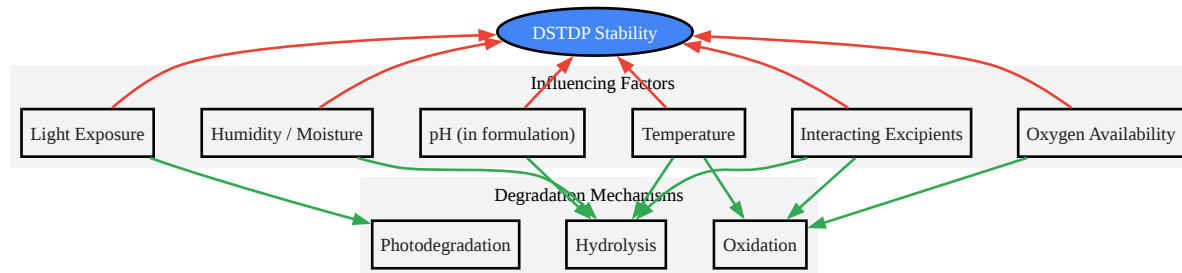 DSTDP Stability
Influencing Factors
Light Exposure
Humidity / Moisture
pH (in formulation)
Temperature
Interacting Excipients
Oxygen Availability
Degradation Mechanisms
Photodegradation
Hydrolysis
Oxidation